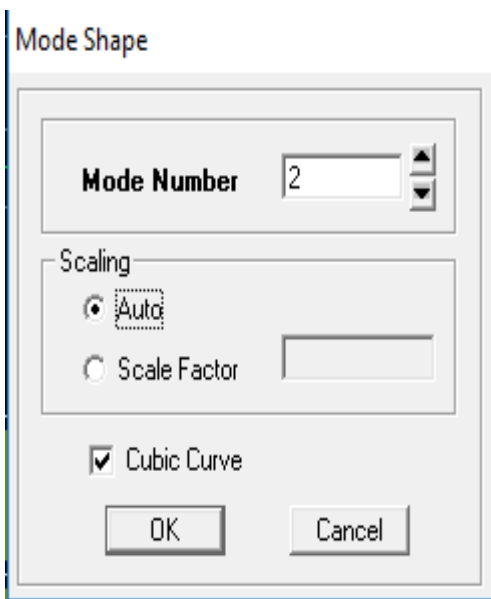 Mode Shape
Mode Number 2
Scaling
Auto
Scale Factor
Cubic Curve
OK Cancel